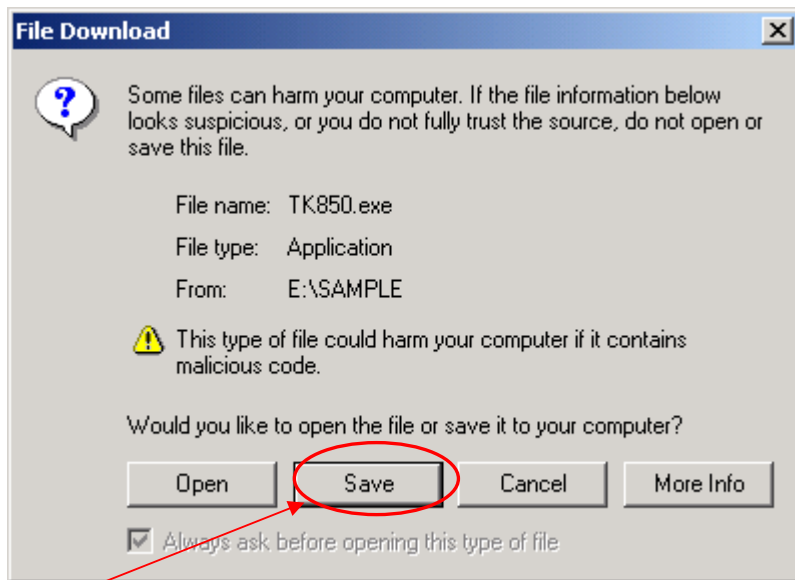 File Download
Some files can harm your computer. If the file information below
looks suspicious, or you do not fully trust the source, do not open or
save this file.
File name: TK850.exe
File type: Application
From: E:\SAMPLE
This type of file could harm your computer if it contains
malicious code.
Would you like to open the file or save it to your computer?
Open Save Cancel More Info
Always ask before opening this type of file